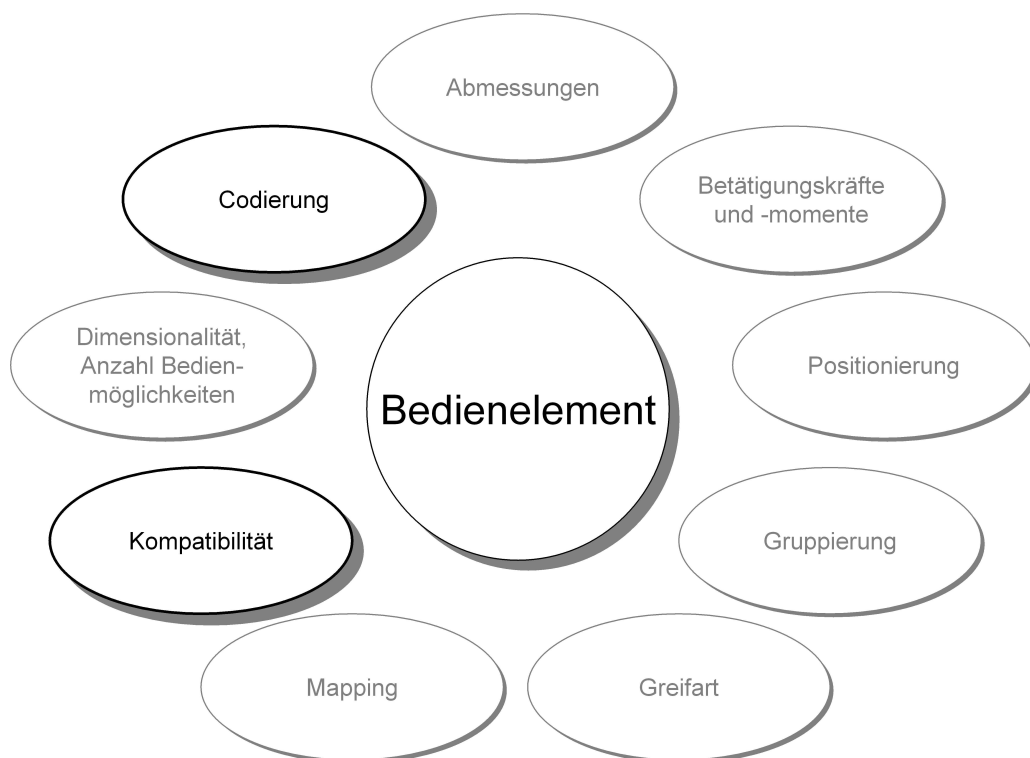 Abmessungen
Codierung
Betätigungskräfte
und -momente
Dimensionalität,
Anzahl Bedien-
möglichkeiten
Positionierung
Bedienelement
Kompatibilität
Gruppierung
Mapping
Greifart